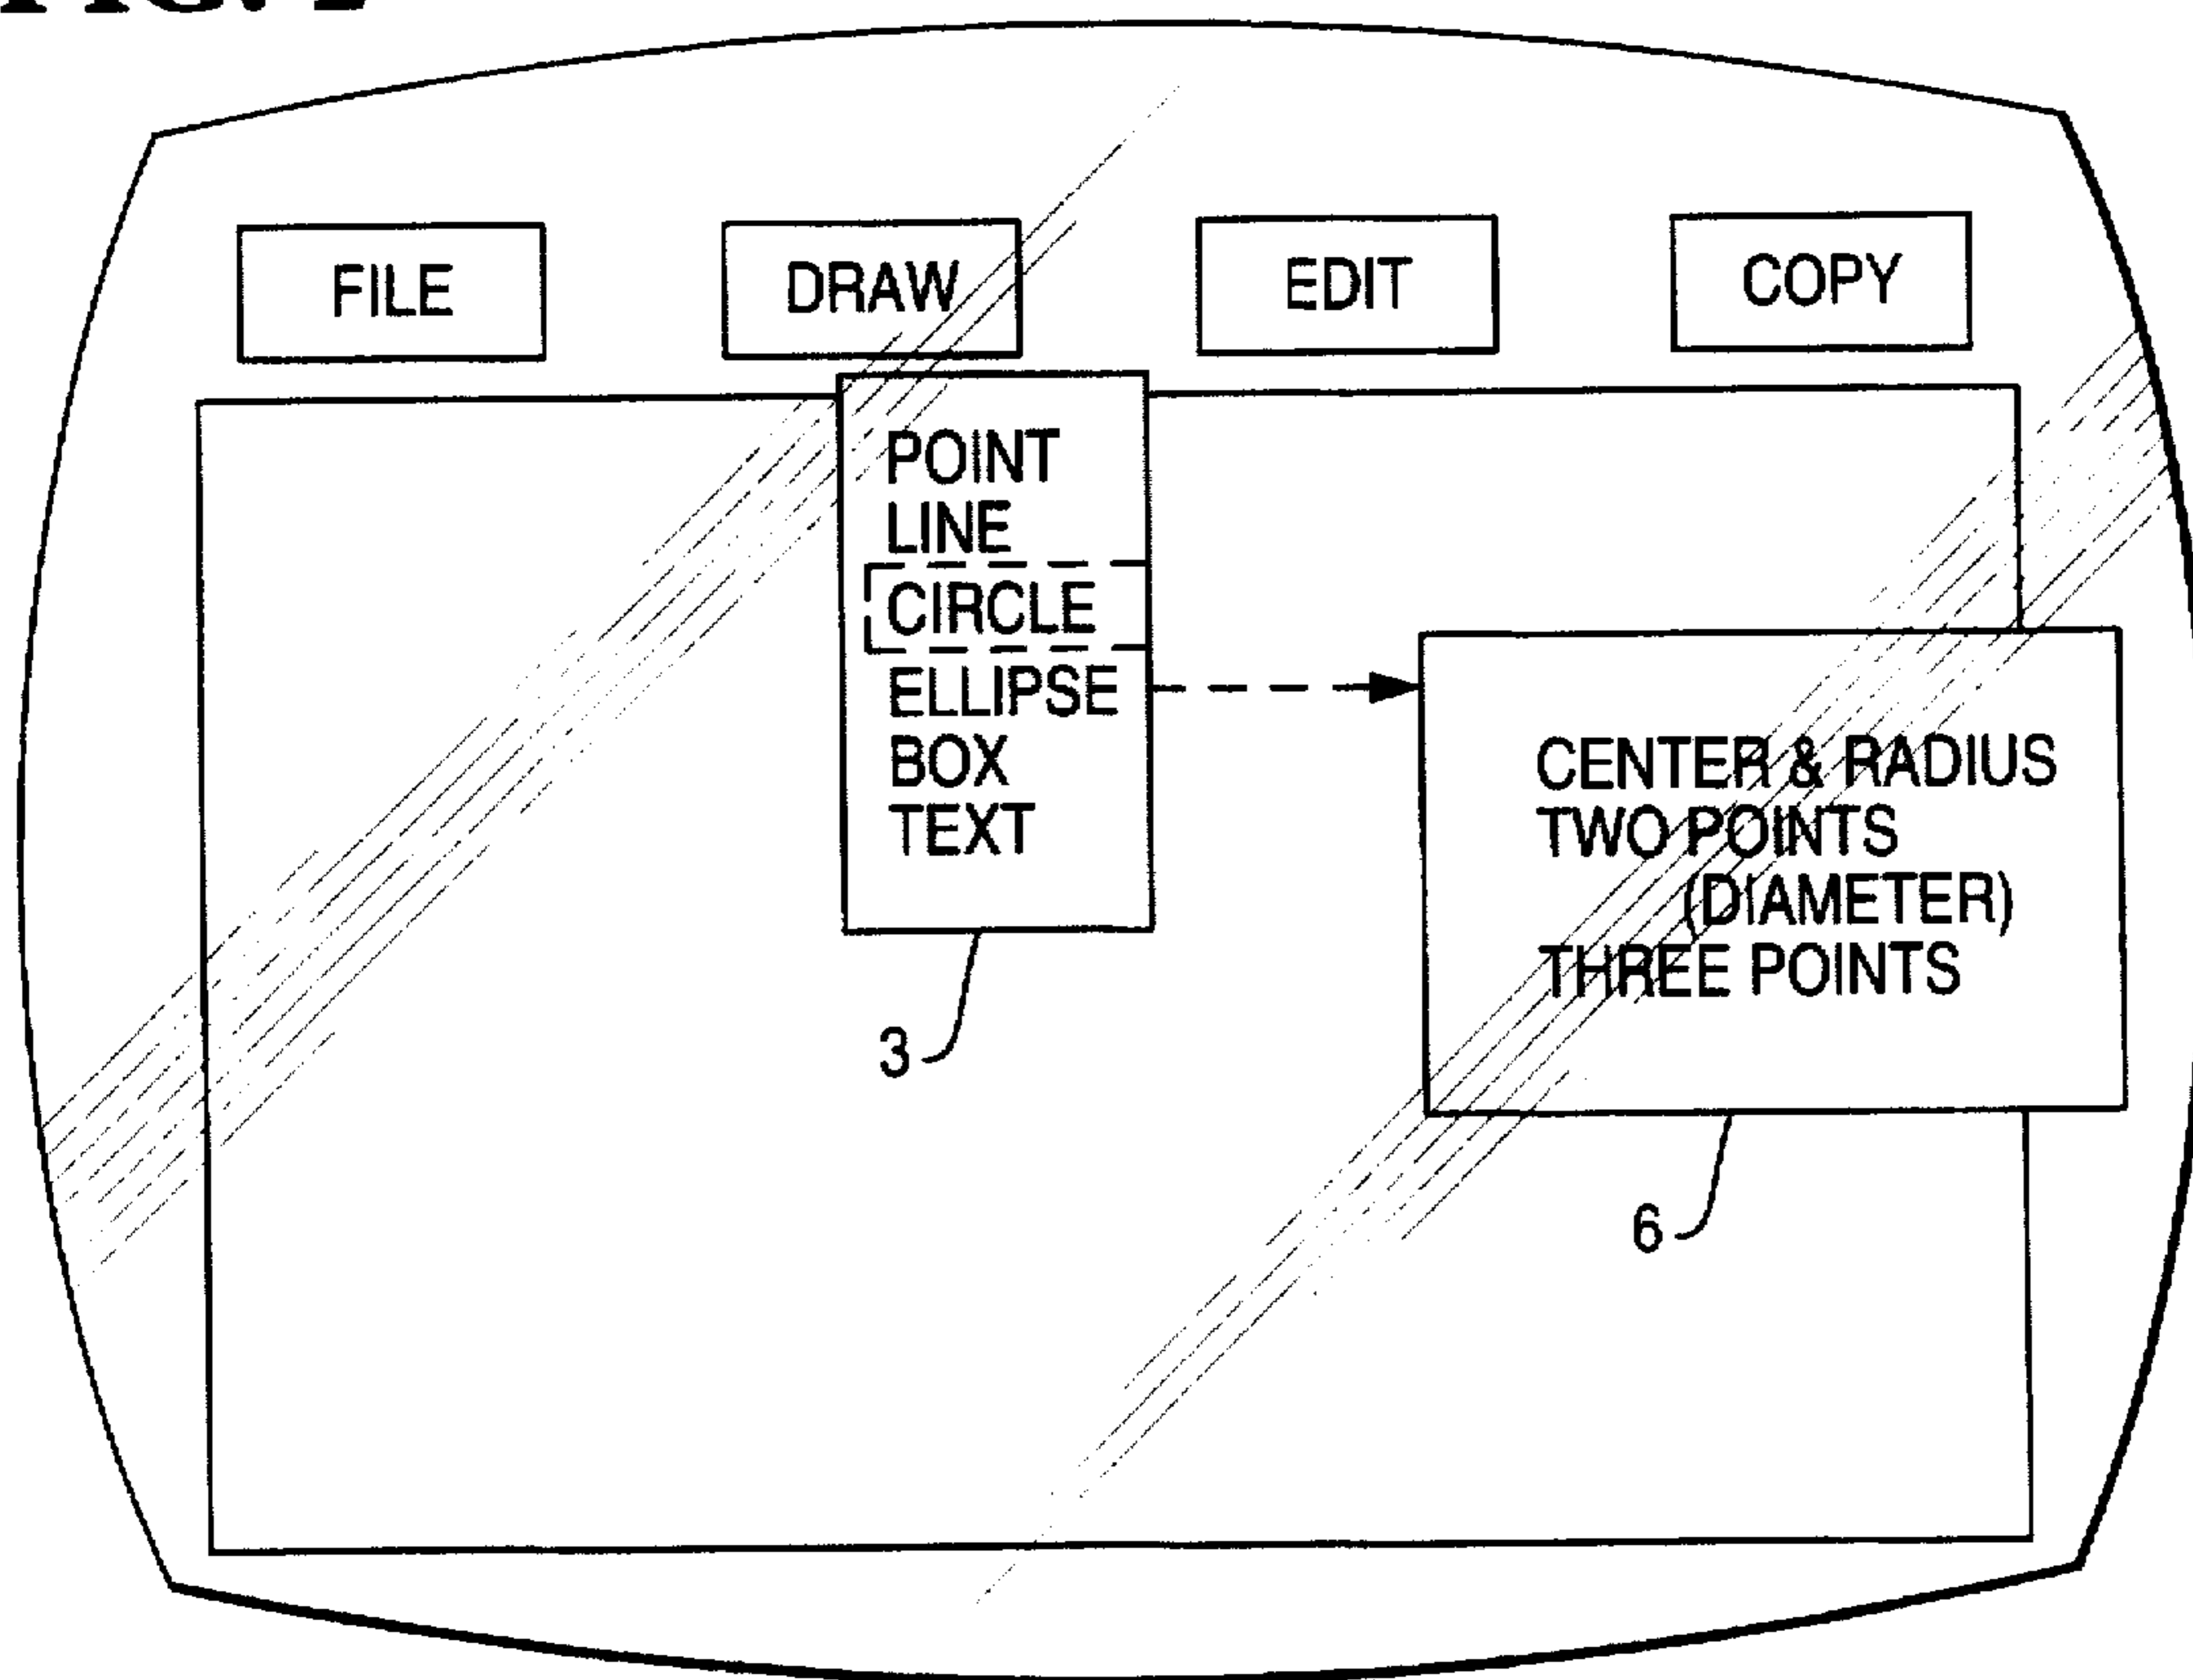 FILE DRAW EDIT COPY
POINT
LINE
CIRCLE
ELLIPSE
BOX
TEXT
3
CENTER & RADIUS
TWO POINTS
(DIAMETER)
THREE POINTS
6